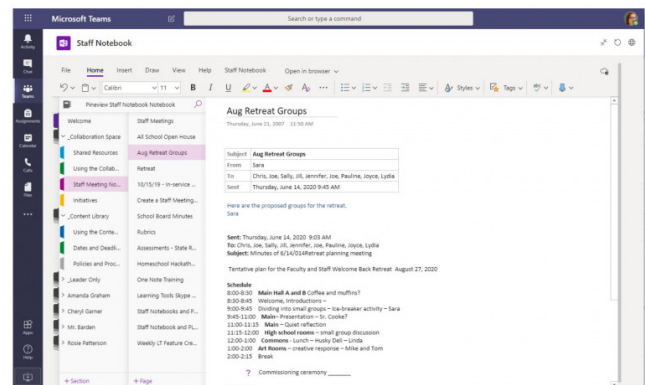 Microsoft Teams
Search or type a command
Activity
Staff Notebook
Chat
File Home Insert Draw View Help Staff Notebook Open in browser
Teams
Calibri 11 B I U Styles Tags
Assignments
Pineview Staff Notebook Notebook
Calendar
Calls
Files
Apps
Help
Welcome
_Collaboration Space
Shared Resources
Using the Collab...
Staff Meeting No...
Initiatives
_Content Library
Using the Conte...
Dates and Deadli...
Policies and Proc...
_Leader Only
Amanda Graham
Cheryl Garner
Mr. Barden
Rosie Patterson
+ Section
Staff Meetings
All School Open House
Aug Retreat Groups
Retreat
10/15/19 - In-service ...
Create a Staff Meeting...
School Board Minutes
Rubrics
Assessments - State R...
Homeschool Hackath...
One Note Training
Learning Tools Skype ...
Staff Notebooks and P...
Staff Notebook and PL...
Weekly LT Feature Cre...
+ Page
Aug Retreat Groups
Thursday, June 21, 2007 11:50 AM
Subject Aug Retreat Groups
From Sara
To Chris, Joe, Sally, Jill, Jennifer, Joe, Pauline, Joyce, Lydia
Sent Thursday, June 14, 2020 9:45 AM
Here are the proposed groups for the retreat.
Sara
Sent: Thursday, June 14, 2020 9:03 AM
To: Chris, Joe, Sally, Jill, Jennifer, Joe, Pauline, Joyce, Lydia
Subject: Minutes of 6/14/014Retreat planning meeting
Tentative plan for the Faculty and Staff Welcome Back Retreat August 27, 2020
Schedule
8:00-8:30 Main Hall A and B Coffee and muffins?
8:30-8:45 Welcome, Introductions –
9:00-9:45 Dividing into small groups – Ice-breaker activity – Sara
9:45-11:00 Main– Presentation – Sr. Cooke?
11:00-11:15 Main – Quiet reflection
11:15-12:00 High school rooms – small group discussion
12:00-1:00 Commons - Lunch – Husky Deli – Linda
1:00-2:00 Art Rooms – creative response – Mike and Tom
2:00-2:15 Break
? Commissioning ceremony _______